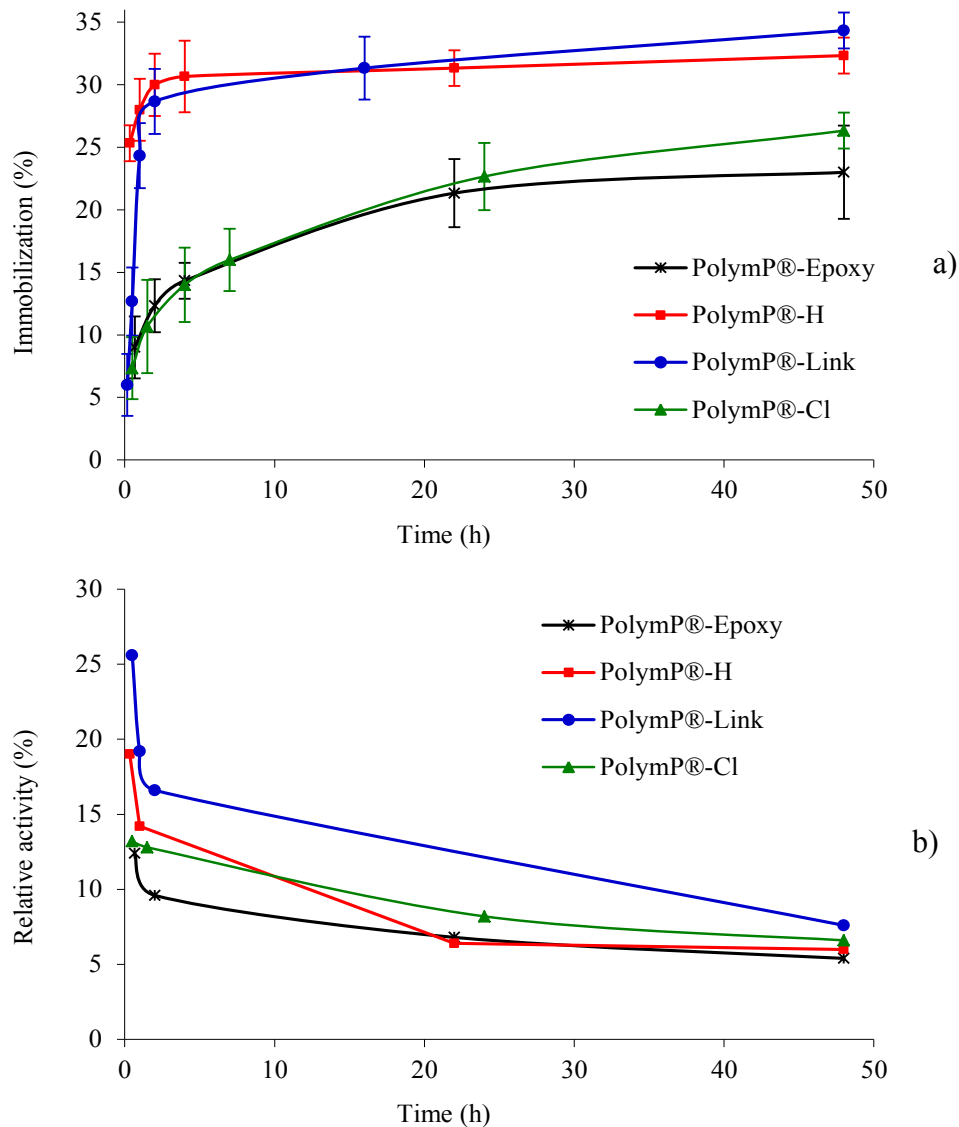 35
30
25
20
15
10
5
0
Immobilization (%)
PolymP®-Epoxy
PolymP®-H
PolymP®-Link
PolymP®-Cl
a)
0 10 20 30 40 50
Time (h)
30
25
20
15
10
5
0
Relative activity (%)
PolymP®-Epoxy
PolymP®-H
PolymP®-Link
PolymP®-Cl
b)
0 10 20 30 40 50
Time (h)